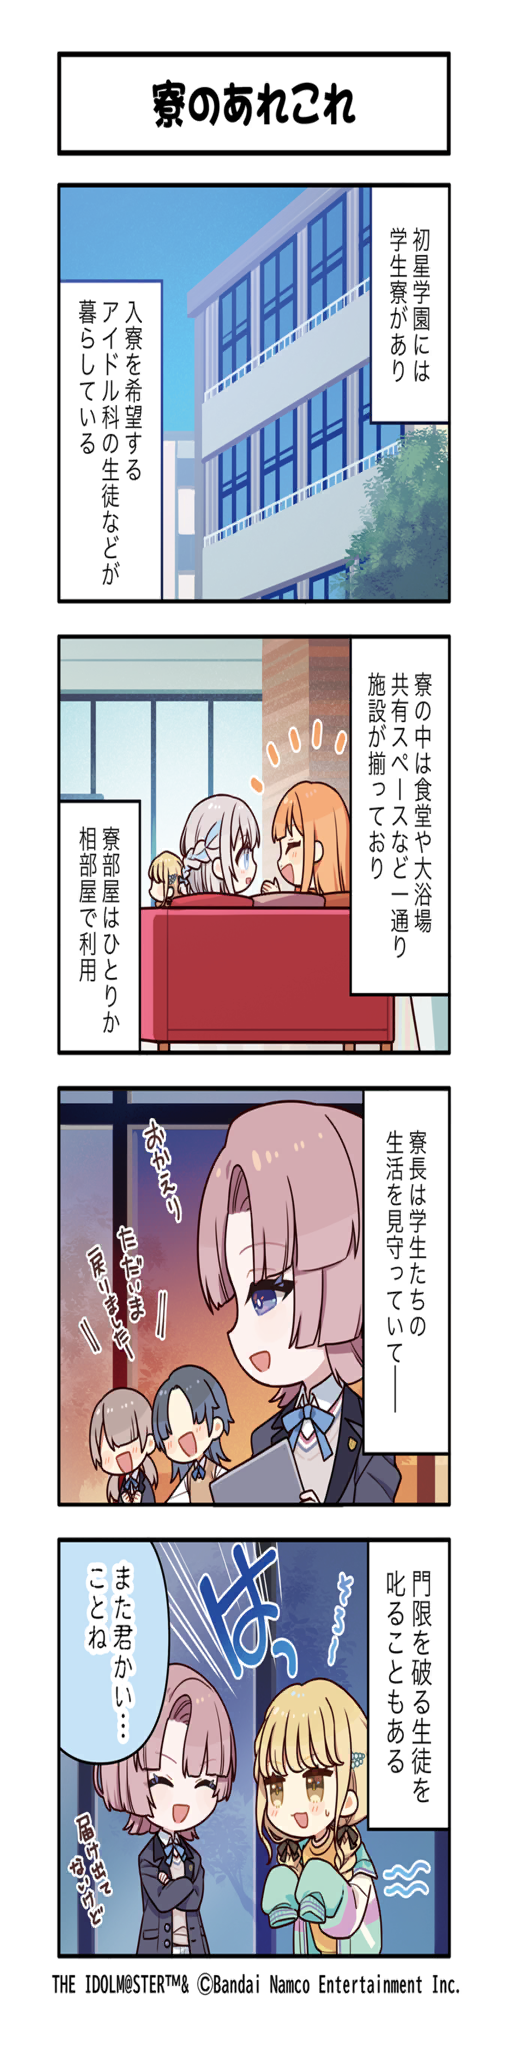 寮のあれこれ
初星学園には
学生寮があり
入寮を希望する
アイドル科の生徒などが
暮らしている
寮の中は食堂や大浴場
共有スペースなど一通り
施設が揃っており
寮部屋はひとりか
相部屋で利用
寮長は学生たちの
生活を見守っていて――
おかえり
ただいま
戻りましたー
門限を破る生徒を
叱ることもある
そろ〜
はっ
また君かい…
ことね
届け出て
ないけど
THE IDOLM@STER™& ©Bandai Namco Entertainment Inc.